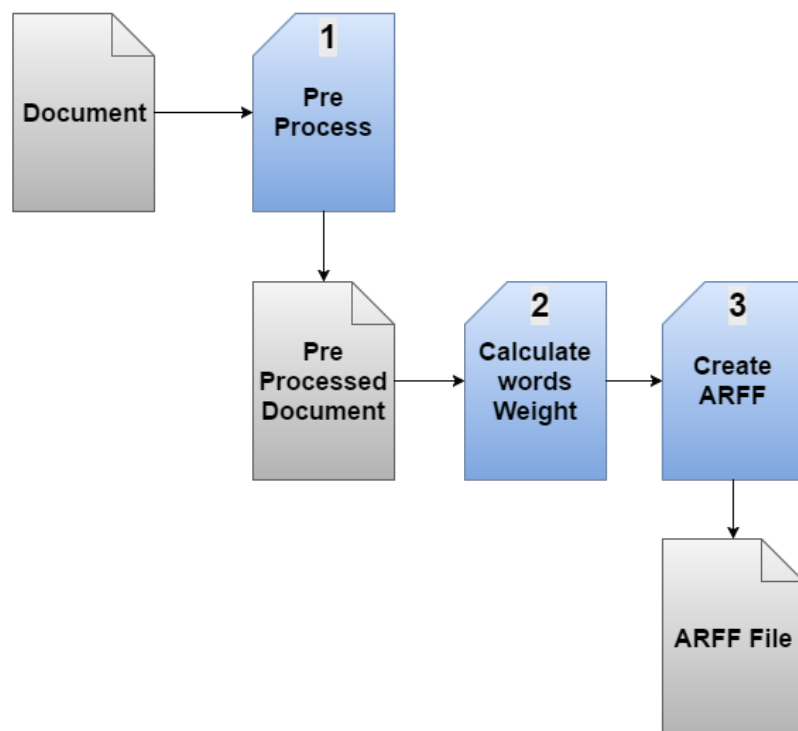 Document
1
Pre
Process
Pre
Processed
Document
2
Calculate
words
Weight
3
Create
ARFF
ARFF File